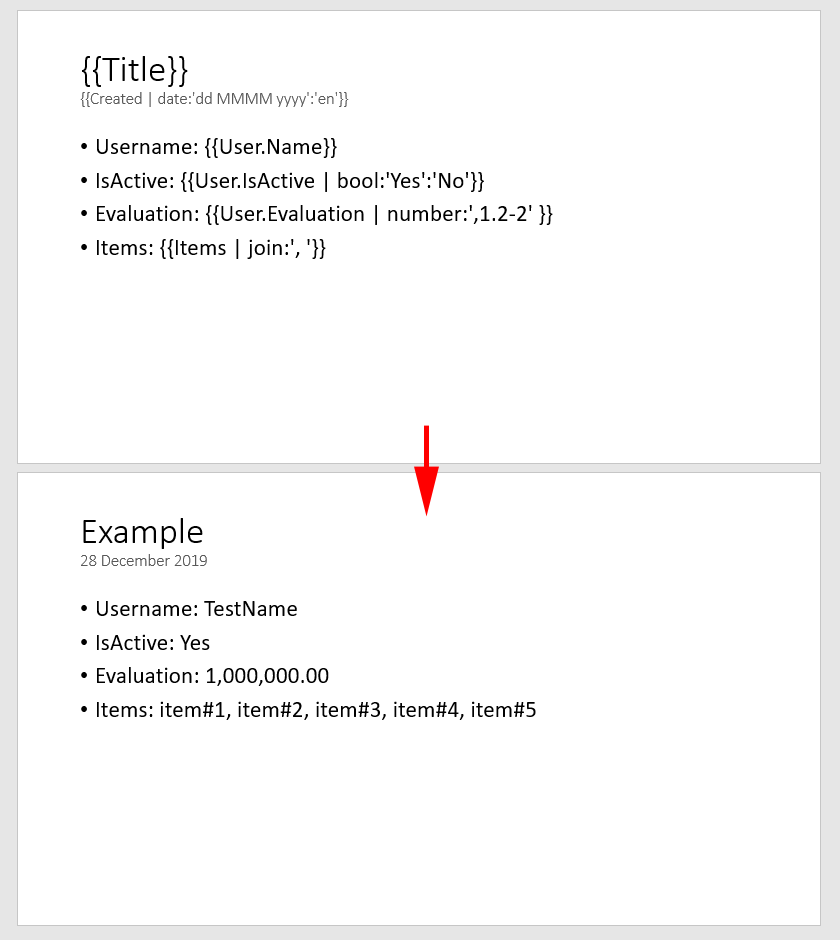 {{Title}}
{{Created | date:'dd MMMM yyyy':'en'}}
• Username: {{User.Name}}
• IsActive: {{User.IsActive | bool:'Yes':'No'}}
• Evaluation: {{User.Evaluation | number:',1.2-2' }}
• Items: {{Items | join:', '}}
Example
28 December 2019
• Username: TestName
• IsActive: Yes
• Evaluation: 1,000,000.00
• Items: item#1, item#2, item#3, item#4, item#5